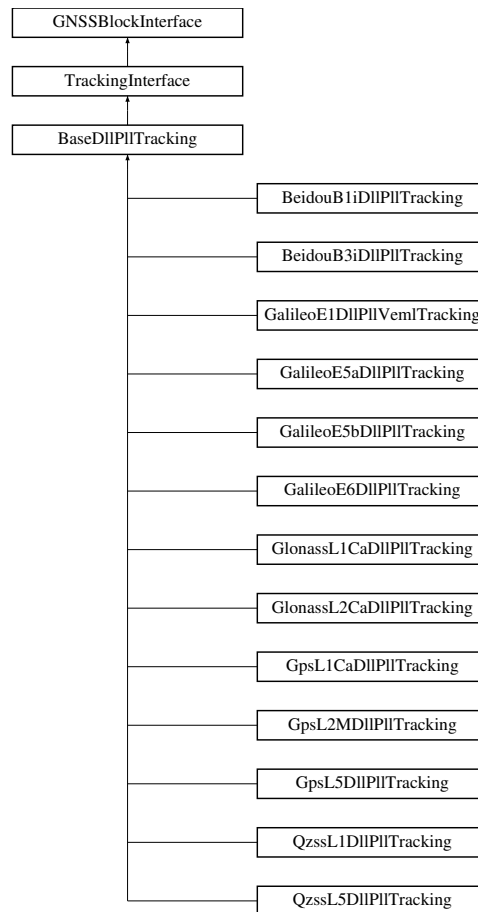 GNSSBlockInterface
TrackingInterface
BaseDllPllTracking
BeidouB1iDllPllTracking
BeidouB3iDllPllTracking
GalileoE1DllPllVemlTracking
GalileoE5aDllPllTracking
GalileoE5bDllPllTracking
GalileoE6DllPllTracking
GlonassL1CaDllPllTracking
GlonassL2CaDllPllTracking
GpsL1CaDllPllTracking
GpsL2MDllPllTracking
GpsL5DllPllTracking
QzssL1DllPllTracking
QzssL5DllPllTracking